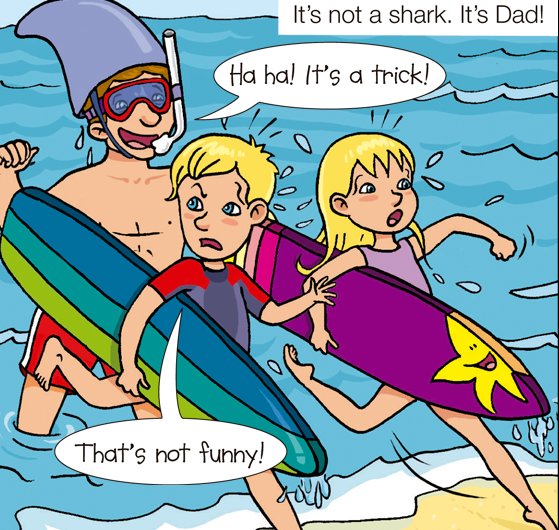 It's not a shark. It's Dad!
Ha ha! It's a trick!
That's not funny!